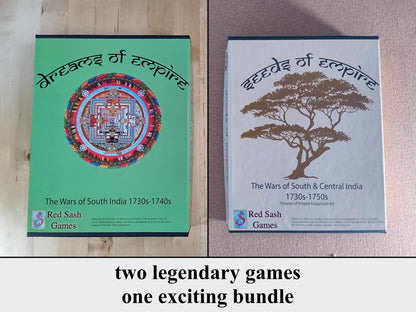 dreams of empire
The Wars of South India 1730s-1740s
Red Sash
Games
seeds of empire
The Wars of South & Central India
1730s-1750s
Dreams of Empire Expansion Kit
Red Sash
Games
two legendary games
one exciting bundle